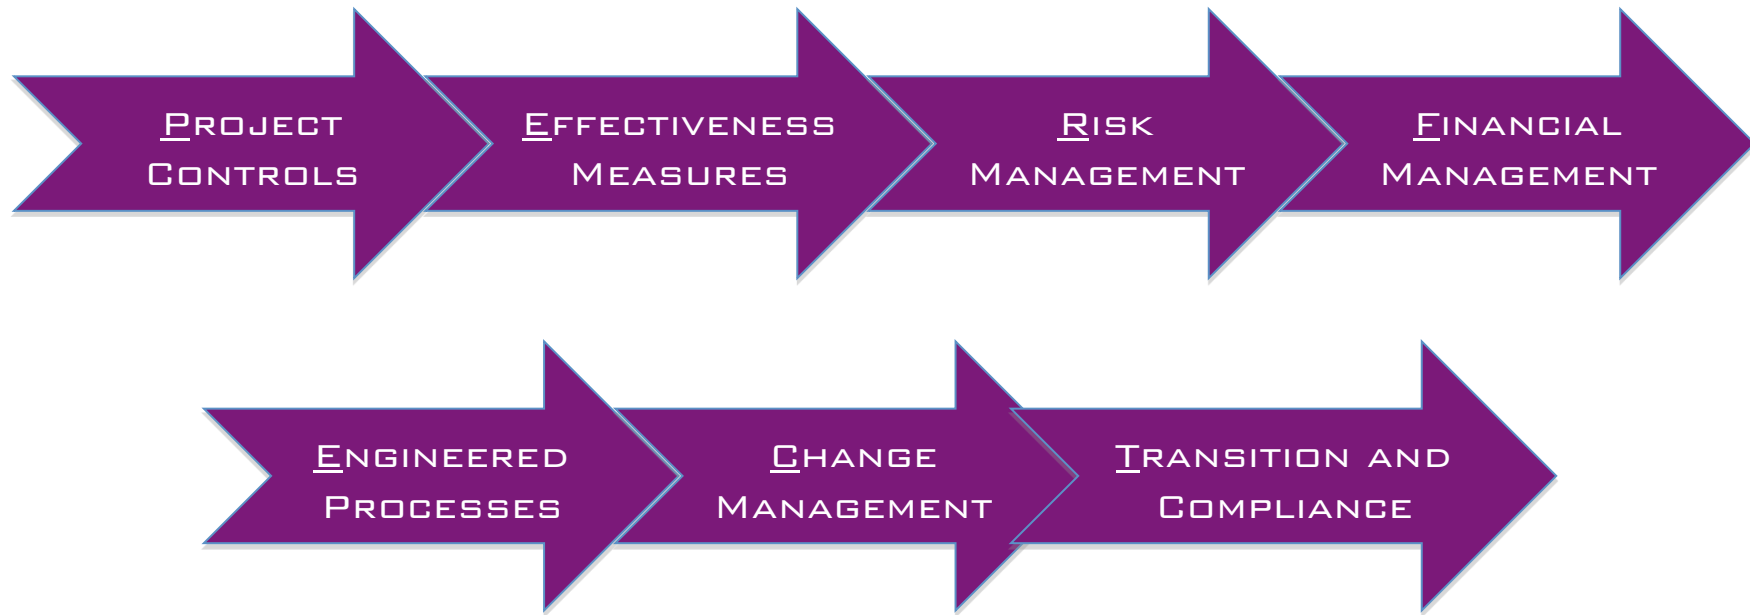 Project
Controls
Effectiveness
Measures
Risk
Management
Financial
Management
Engineered
Processes
Change
Management
Transition and
Compliance